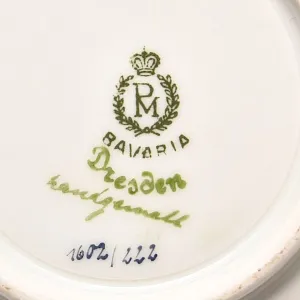 PM
BAVARIA
Dresden
handgemalt
1602/222